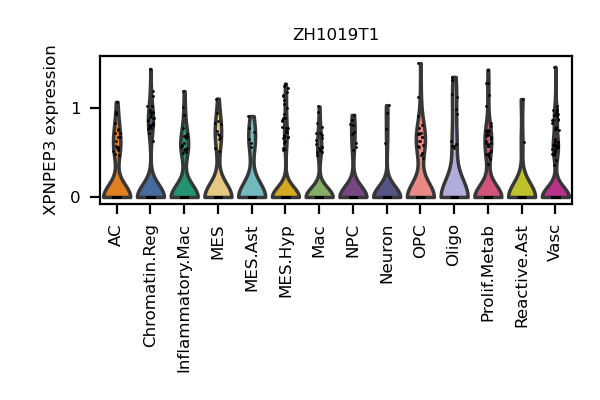 ZH1019T1
XPNPEP3 expression
1
0
AC
Chromatin.Reg
Inflammatory.Mac
MES
MES.Ast
MES.Hyp
Mac
NPC
Neuron
OPC
Oligo
Prolif.Metab
Reactive.Ast
Vasc